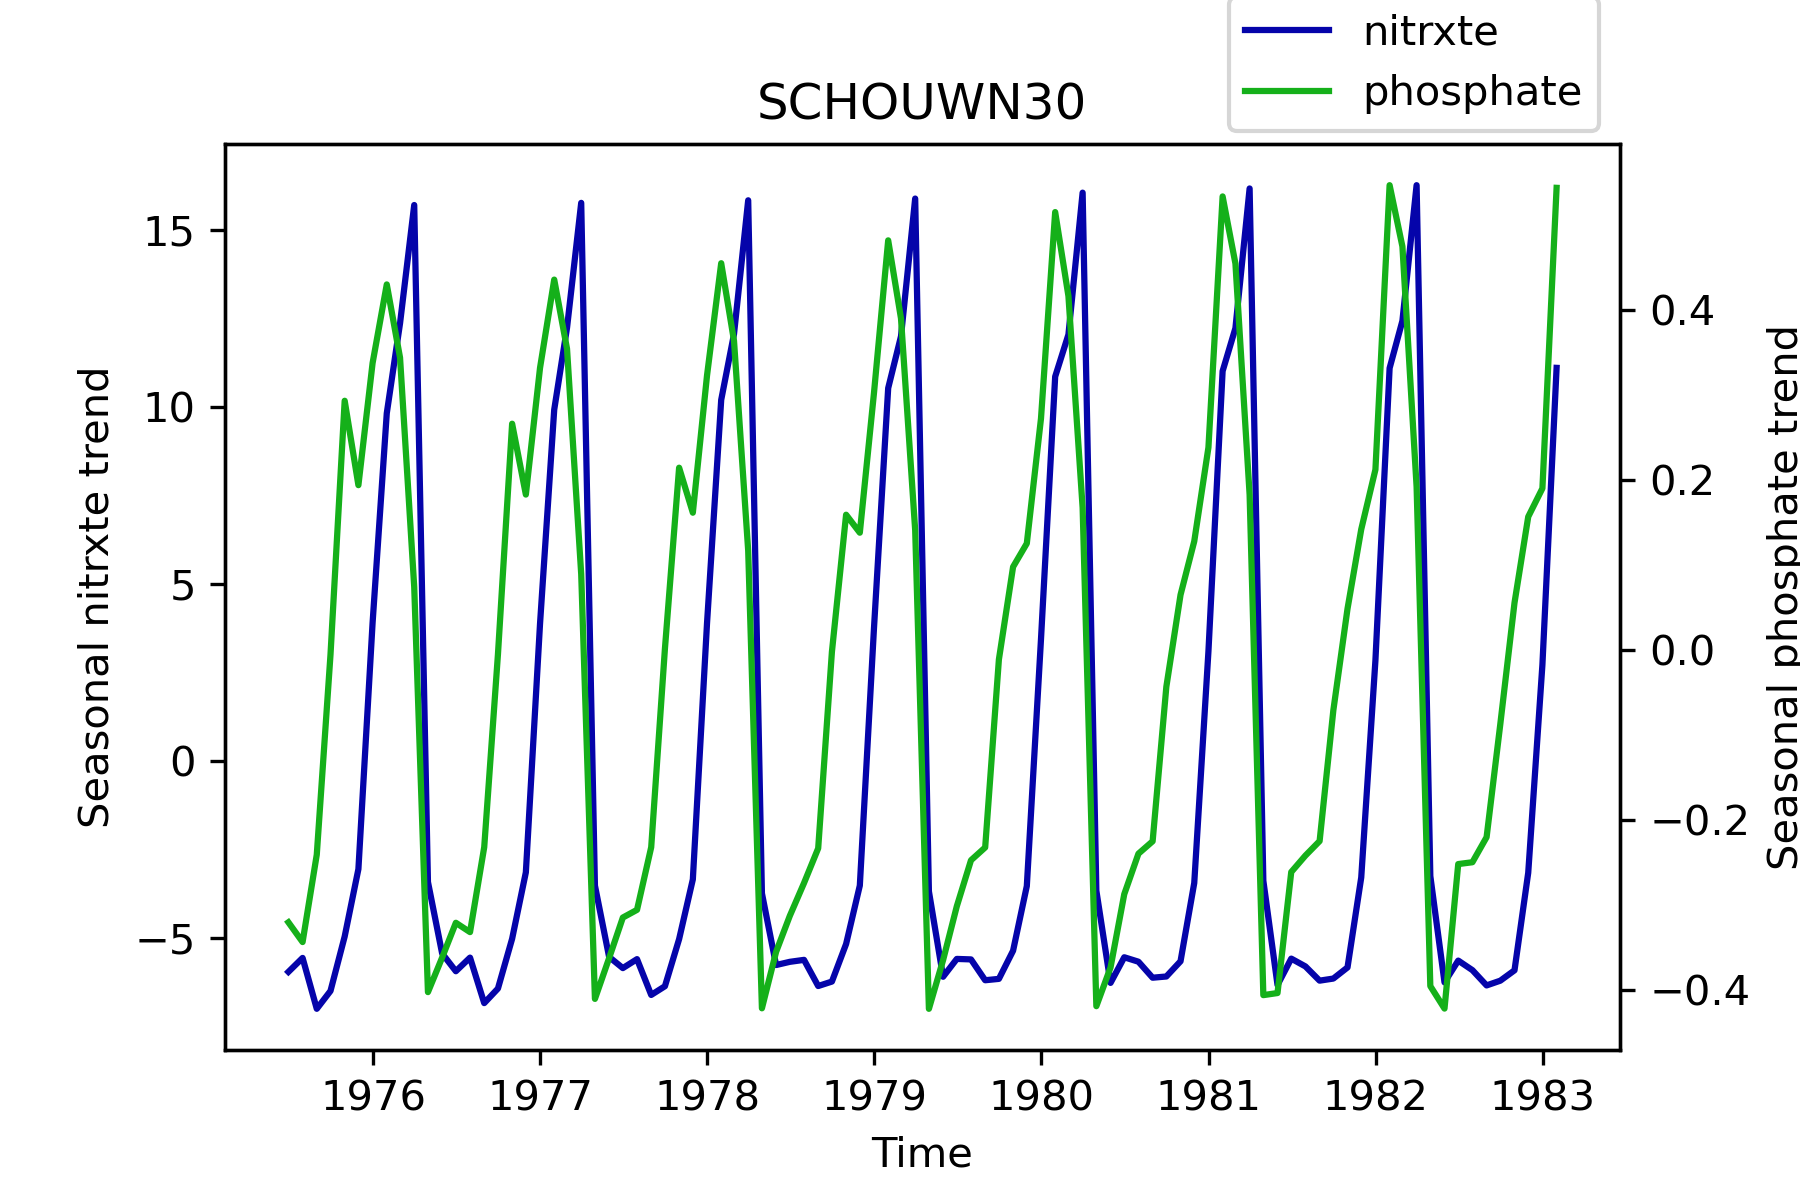 nitrxte
phosphate
SCHOUWN30
15
10
5
0
−5
Seasonal nitrxte trend
0.4
0.2
0.0
−0.2
−0.4
Seasonal phosphate trend
1976 1977 1978 1979 1980 1981 1982 1983
Time